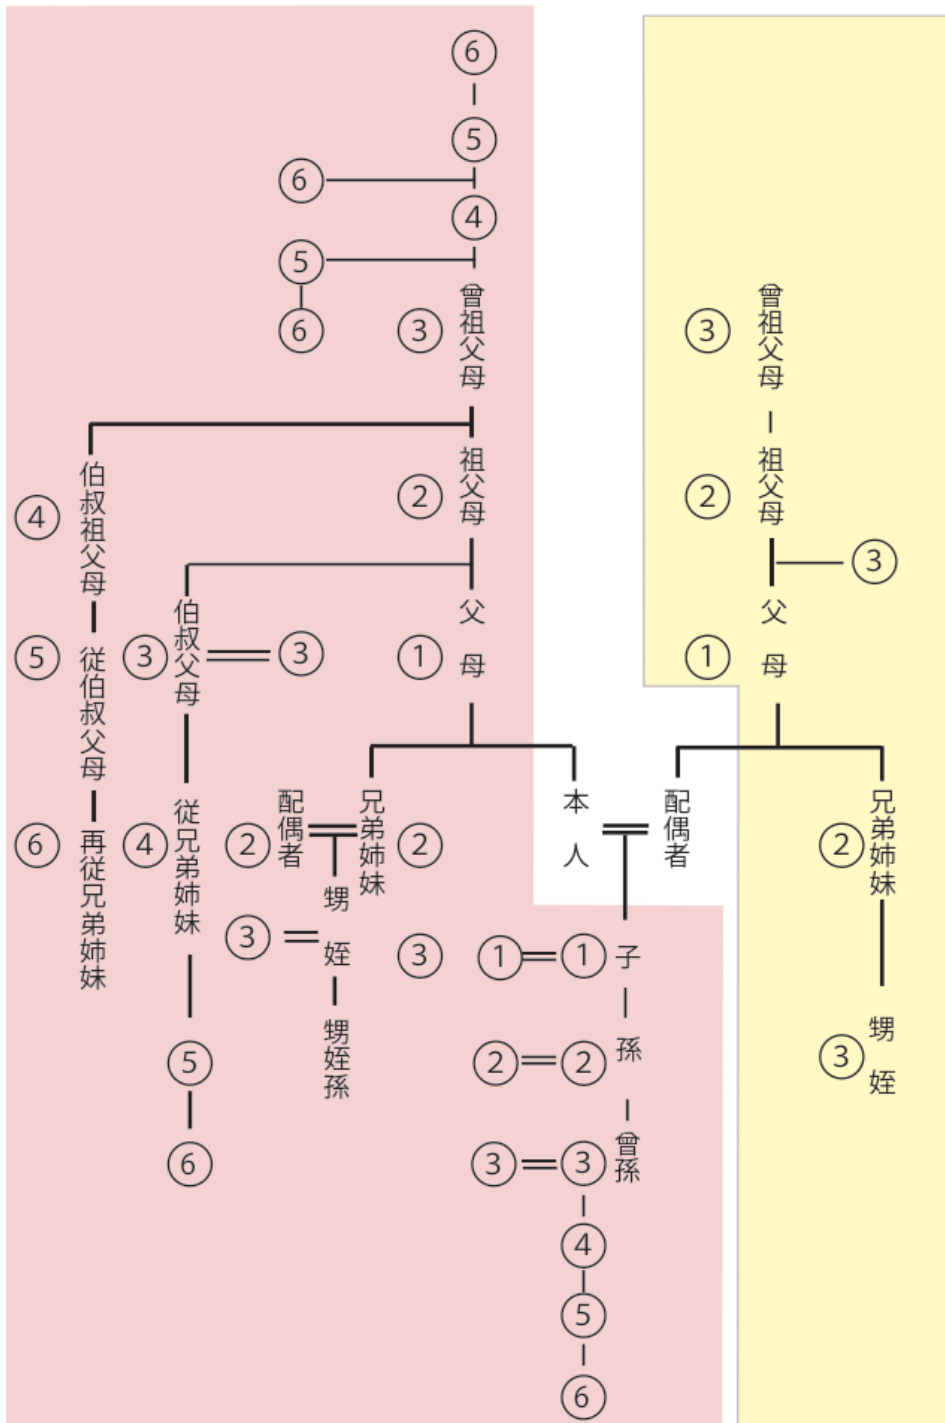 ⑥
⑤
⑥
④
⑤
⑥
③
曾祖父母
③
曾祖父母
④
伯叔祖父母
②
祖父母
②
祖父母
③
⑤
従伯叔父母
③
伯叔父母
③
①
父母
①
父母
⑥
再従兄弟姉妹
④
従兄弟姉妹
②
配偶者
兄弟姉妹
②
本人
配偶者
②
兄弟姉妹
③
甥姪
③
①
①
子
甥姪孫
⑤
②
②
孫
③
甥姪
⑥
③
③
曾孫
④
⑤
⑥